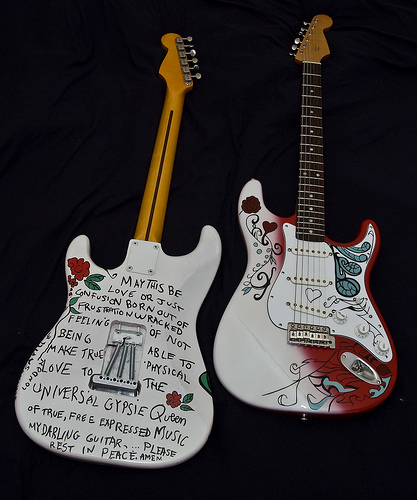 MAY THIS BE
LOVE OR JUST
CONFUSION BORN OUT OF
FRUSTRATION WRACKED
FEELING OF NOT
BEING ABLE TO
MAKE TRUE PHYSICAL
LOVE TO THE
UNIVERSAL GYPSIE Queen
OF TRUE, FREE EXPRESSED MUSIC
MY DARLING GUITAR... PLEASE
REST IN PEACE. AMEN